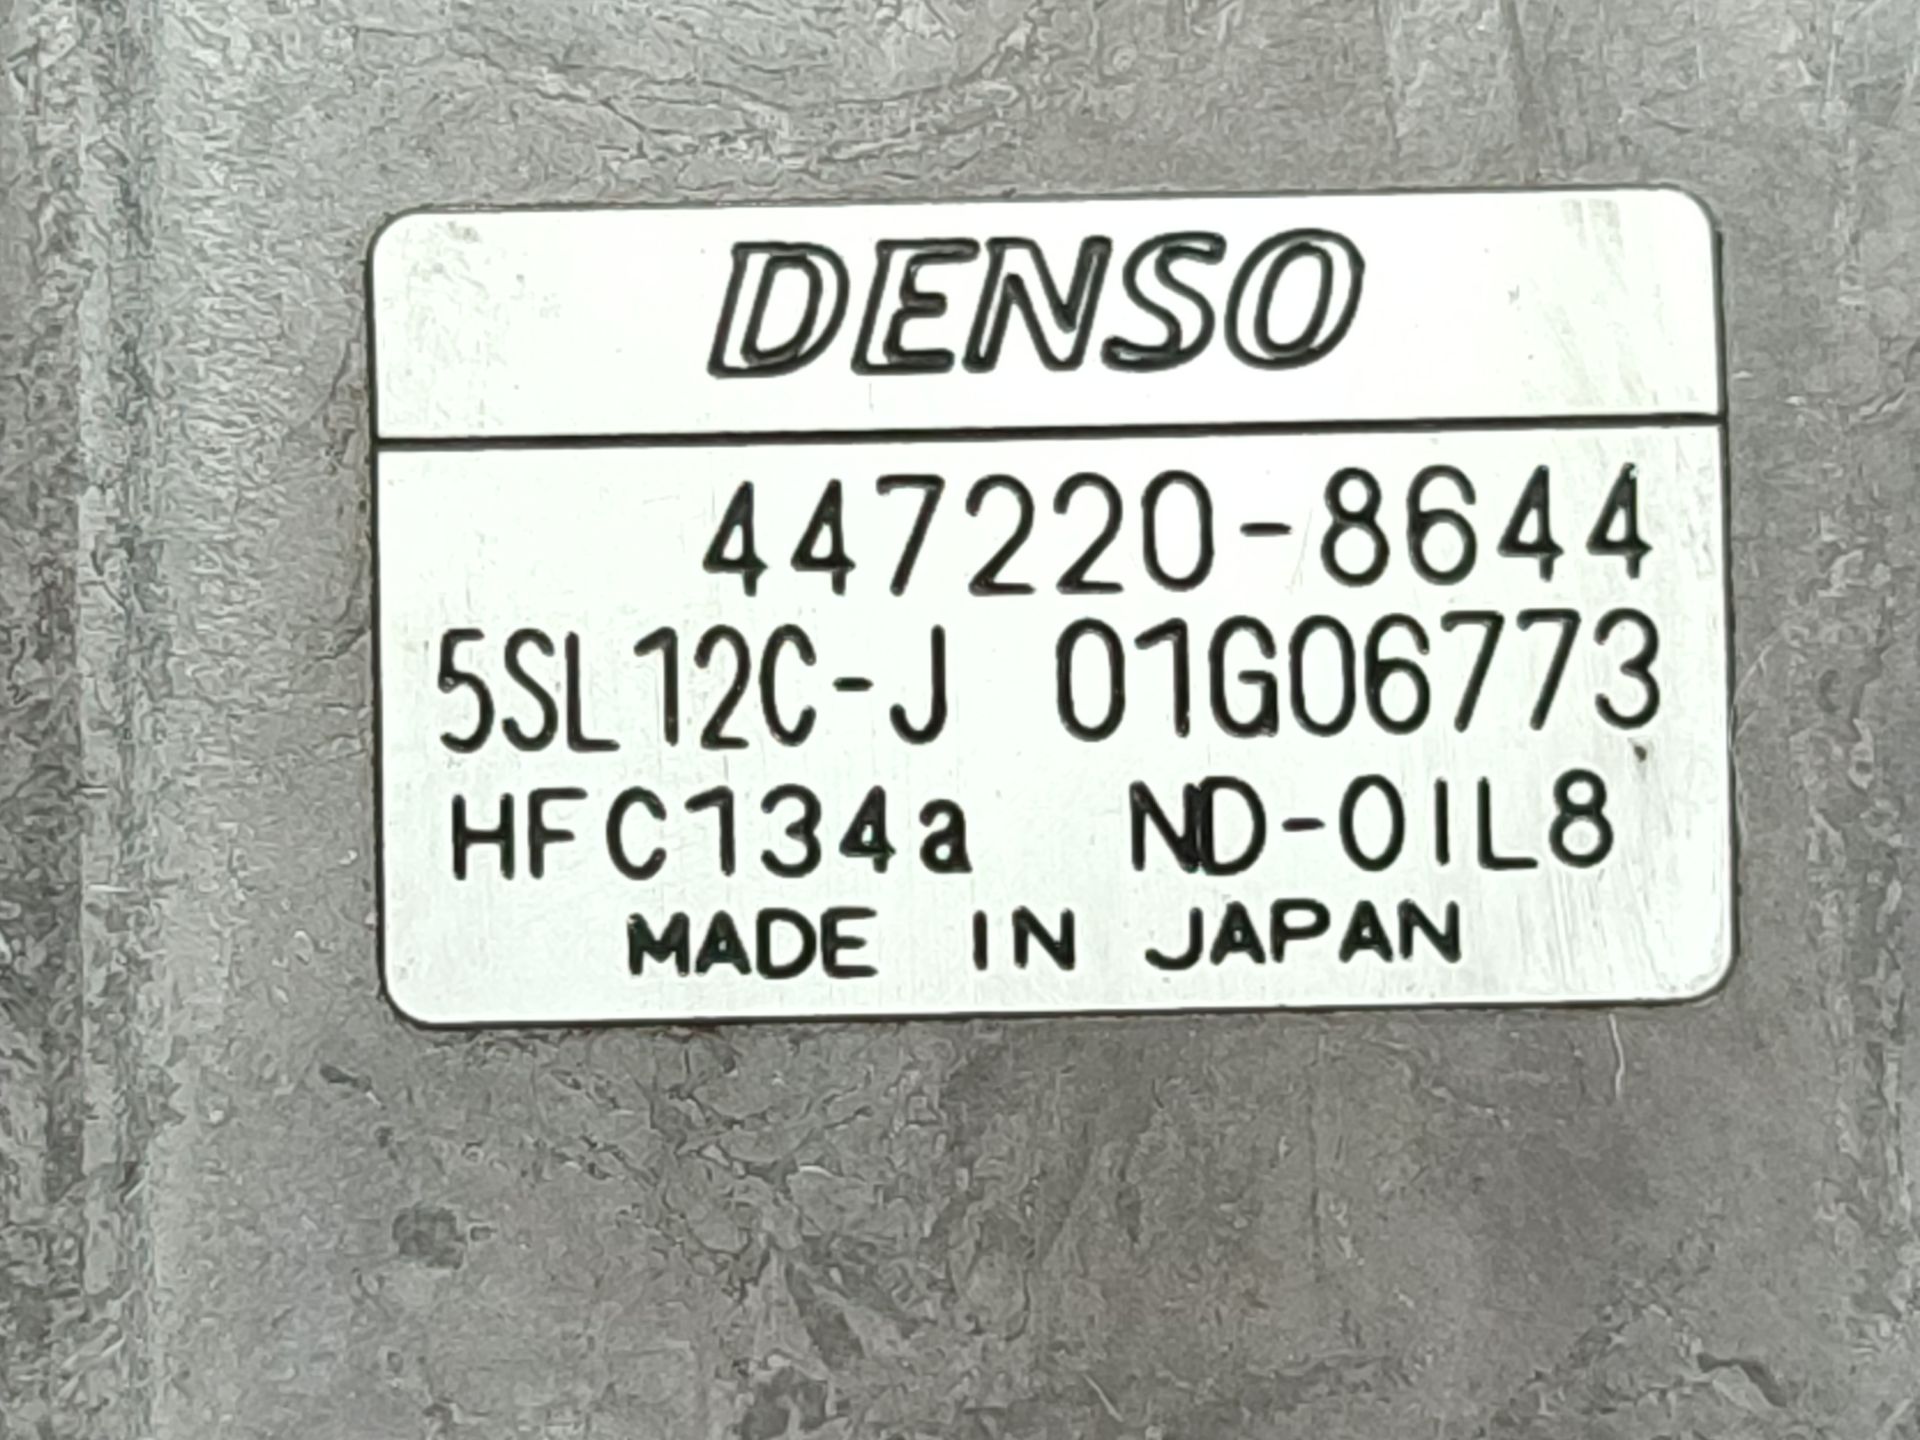 DENSO
447220-8644
5SL12C-J 01G06773
HFC134a ND-OIL8
MADE IN JAPAN